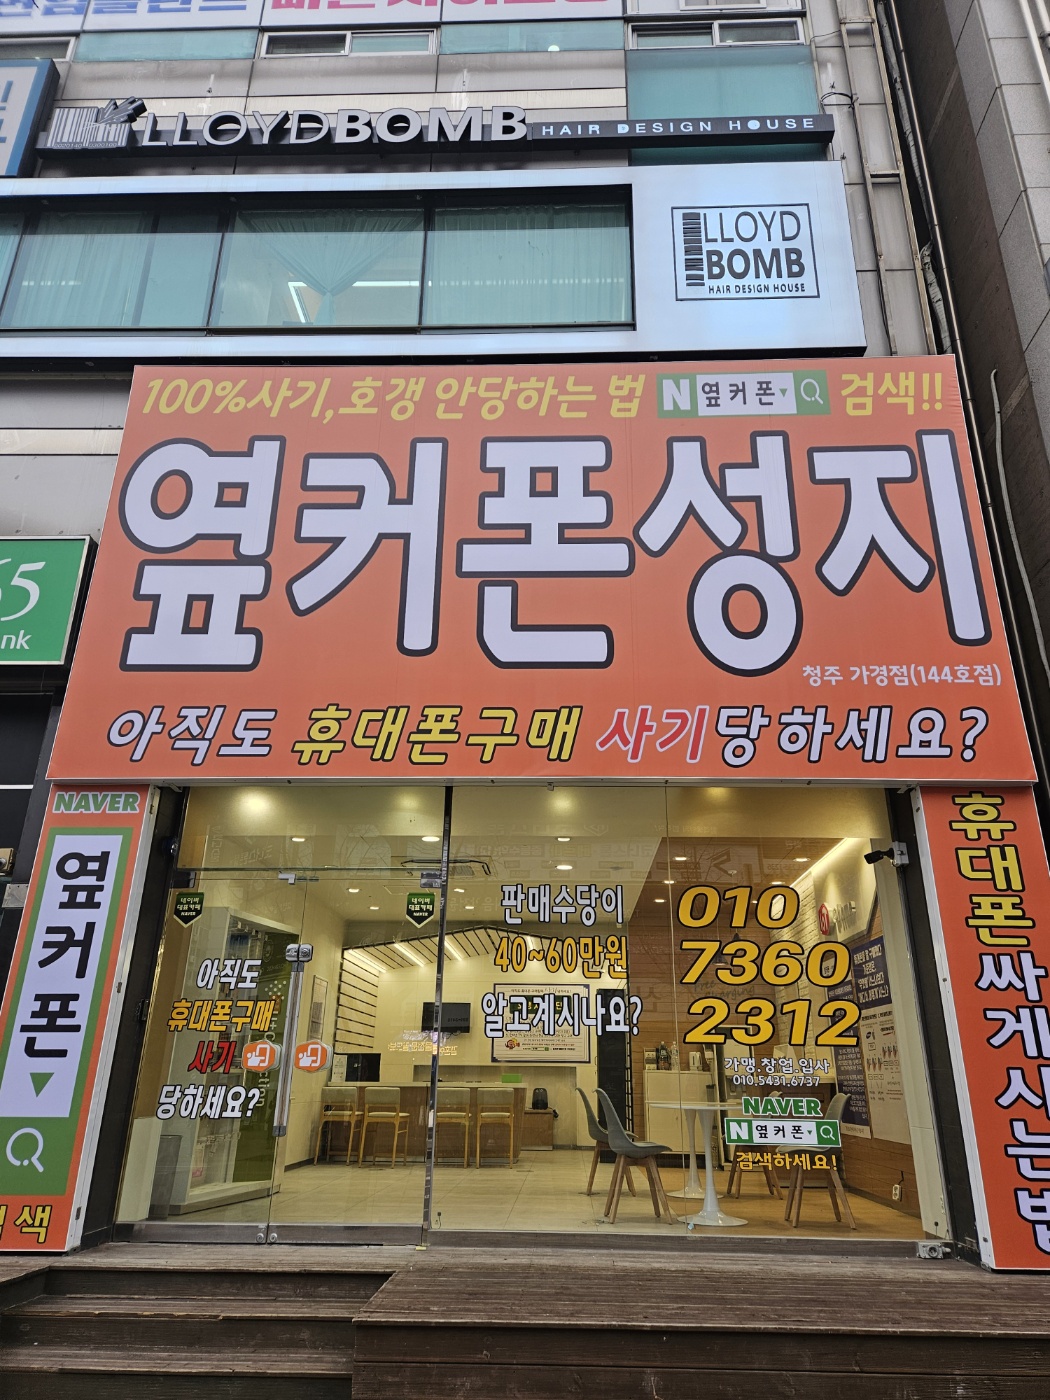 LLOYDBOMB HAIR DESIGN HOUSE
LLOYD
BOMB
HAIR DESIGN HOUSE
100%사기,호갱 안당하는 법 N 옆커폰 검색!!
옆커폰성지
청주 가경점(144호점)
아직도 휴대폰구매 사기당하세요?
NAVER
옆커폰
색
아직도
휴대폰구매
사기
당하세요?
판매수당이
40~60만원
알고계시나요?
010
7360
2312
가맹.창업.입사
010.5431.6737
NAVER
N 옆커폰
검색하세요!
휴대폰싸게사는법